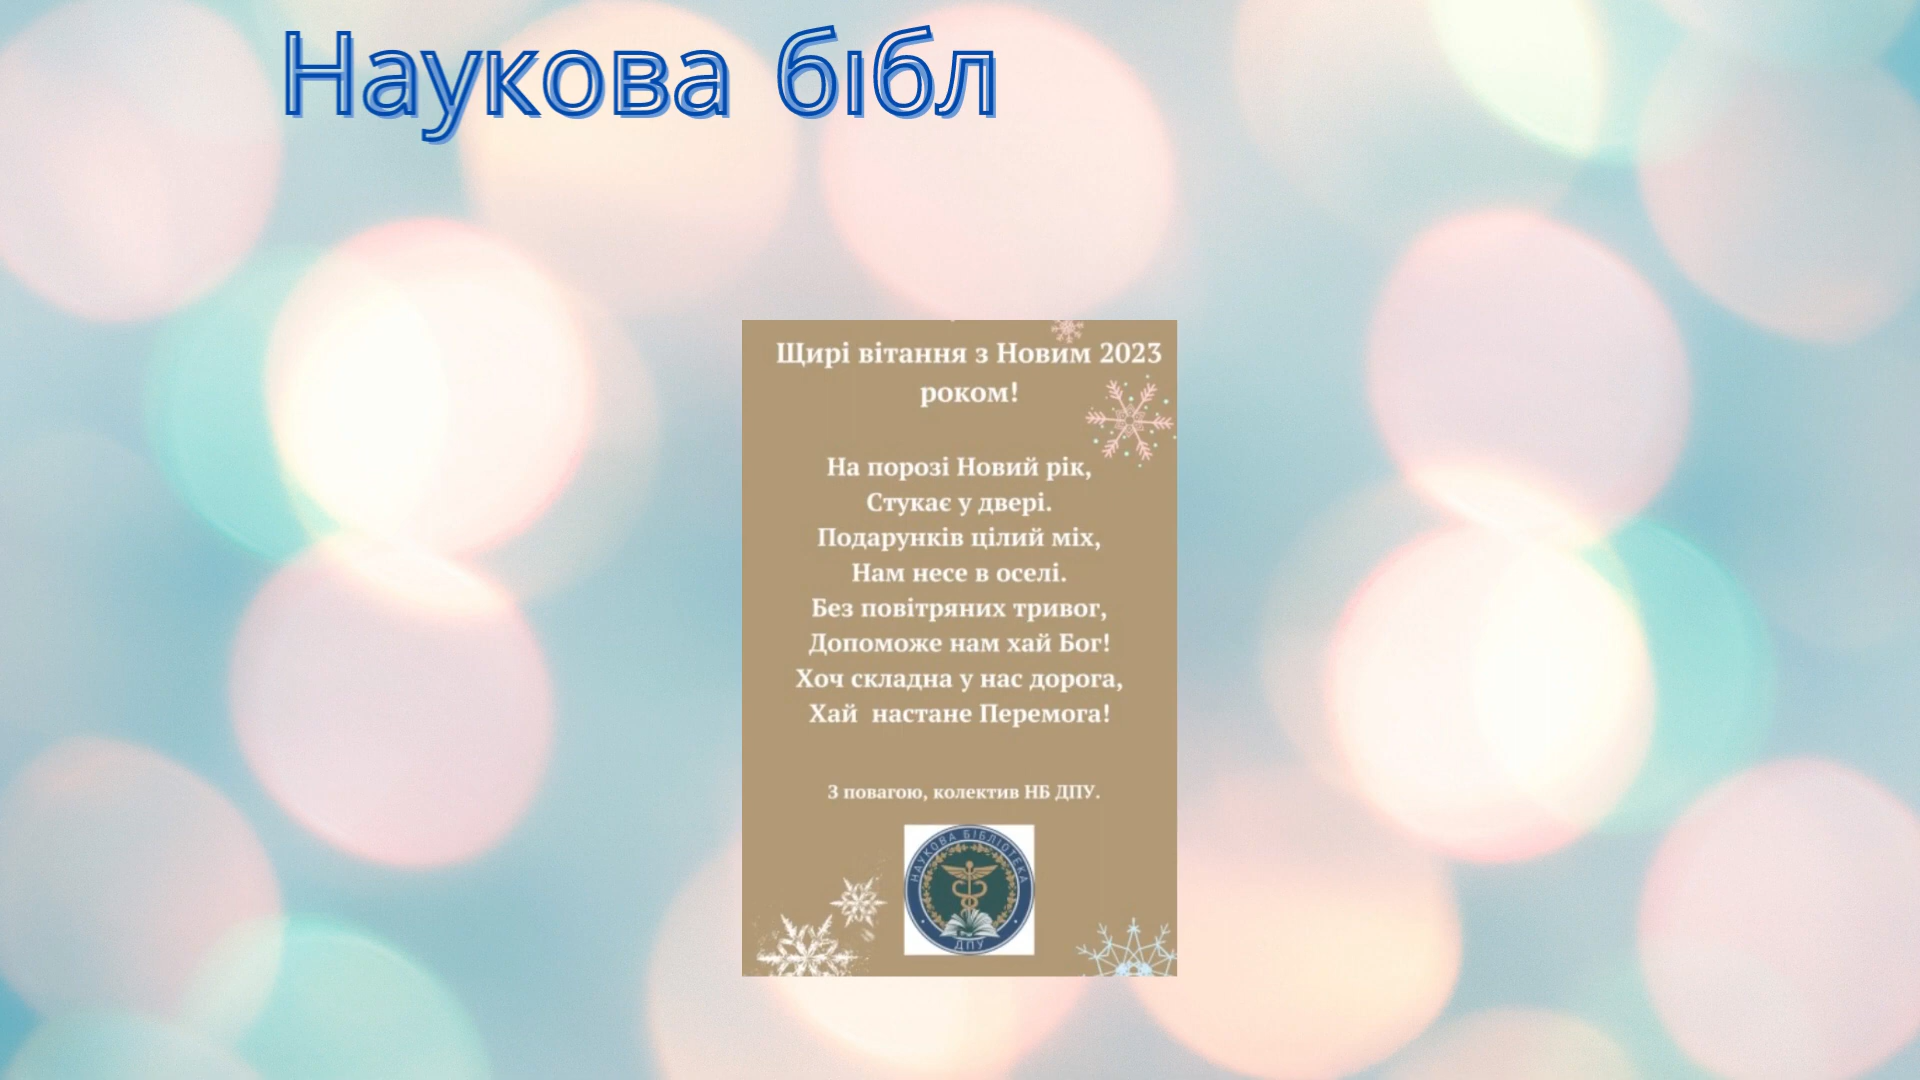 Наукова бібл
Щирі вітання з Новим 2023
роком!
На порозі Новий рік,
Стукає у двері.
Подарунків цілий міх,
Нам несе в оселі.
Без повітряних тривог,
Допоможе нам хай Бог!
Хоч складна у нас дорога,
Хай настане Перемога!
З повагою, колектив НБ ДПУ.
НАУКОВА БІБЛІОТЕКА
ДПУ